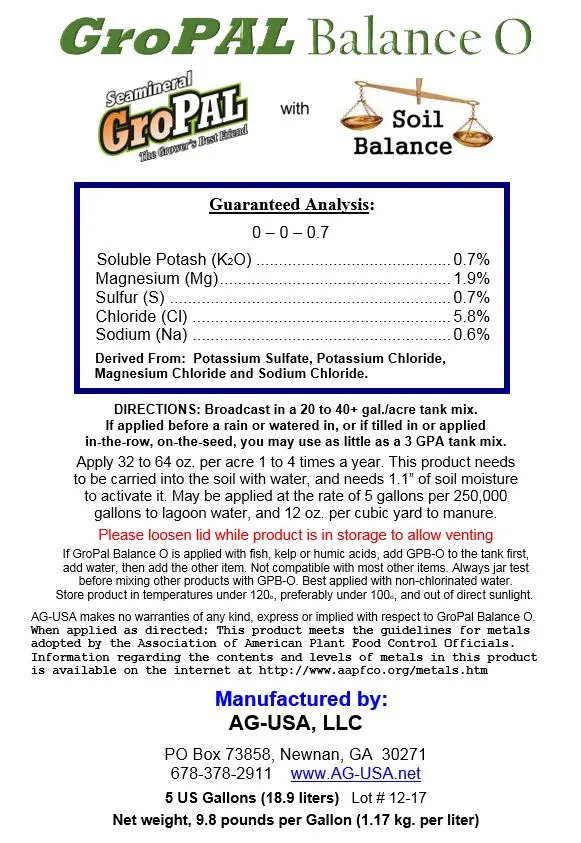 GroPAL Balance O
Seamineral
GroPAL
The Grower's Best Friend
with
Soil
Balance
Guaranteed Analysis:
0 – 0 – 0.7
Soluble Potash (K2O) .......................................... 0.7%
Magnesium (Mg).................................................. 1.9%
Sulfur (S) ............................................................. 0.7%
Chloride (Cl) ........................................................ 5.8%
Sodium (Na) ........................................................ 0.6%
Derived From: Potassium Sulfate, Potassium Chloride,
Magnesium Chloride and Sodium Chloride.
DIRECTIONS: Broadcast in a 20 to 40+ gal./acre tank mix.
If applied before a rain or watered in, or if tilled in or applied
in-the-row, on-the-seed, you may use as little as a 3 GPA tank mix.
Apply 32 to 64 oz. per acre 1 to 4 times a year. This product needs
to be carried into the soil with water, and needs 1.1” of soil moisture
to activate it. May be applied at the rate of 5 gallons per 250,000
gallons to lagoon water, and 12 oz. per cubic yard to manure.
Please loosen lid while product is in storage to allow venting
If GroPal Balance O is applied with fish, kelp or humic acids, add GPB-O to the tank first,
add water, then add the other item. Not compatible with most other items. Always jar test
before mixing other products with GPB-O. Best applied with non-chlorinated water.
Store product in temperatures under 120o, preferably under 100o, and out of direct sunlight.
AG-USA makes no warranties of any kind, express or implied with respect to GroPal Balance O.
When applied as directed: This product meets the guidelines for metals
adopted by the Association of American Plant Food Control Officials.
Information regarding the contents and levels of metals in this product
is available on the internet at http://www.aapfco.org/metals.htm
Manufactured by:
AG-USA, LLC
PO Box 73858, Newnan, GA 30271
678-378-2911 www.AG-USA.net
5 US Gallons (18.9 liters) Lot # 12-17
Net weight, 9.8 pounds per Gallon (1.17 kg. per liter)